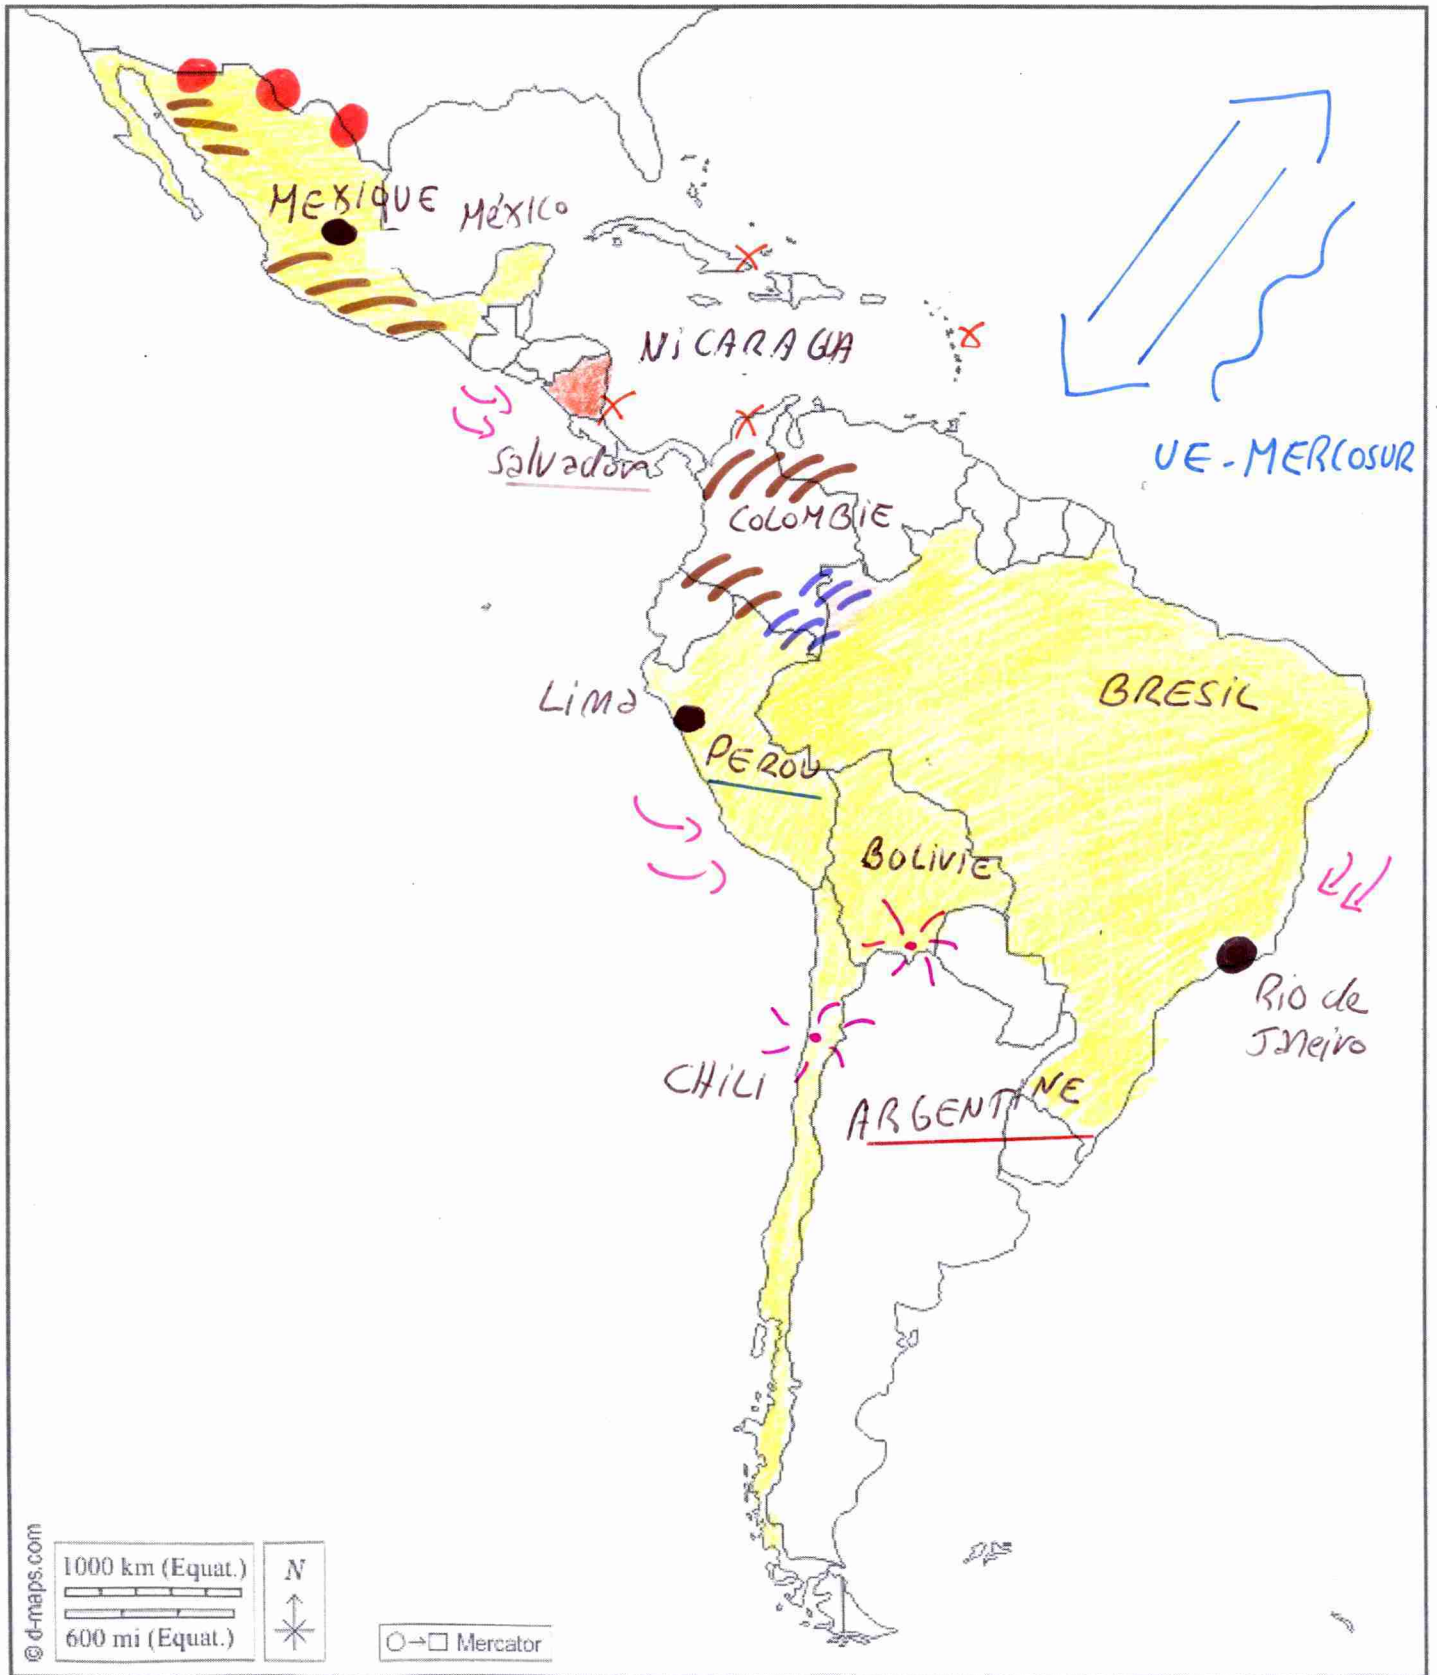 MEXIQUE
México
NICARAGUA
UE-MERCOSUR
Salvadora
COLOMBIE
Lima
BRESIL
PEROU
BOLIVIE
Rio de
Janeiro
CHILI
ARGENTINE
© d-maps.com
1000 km (Equat.)
600 mi (Equat.)
N
Mercator